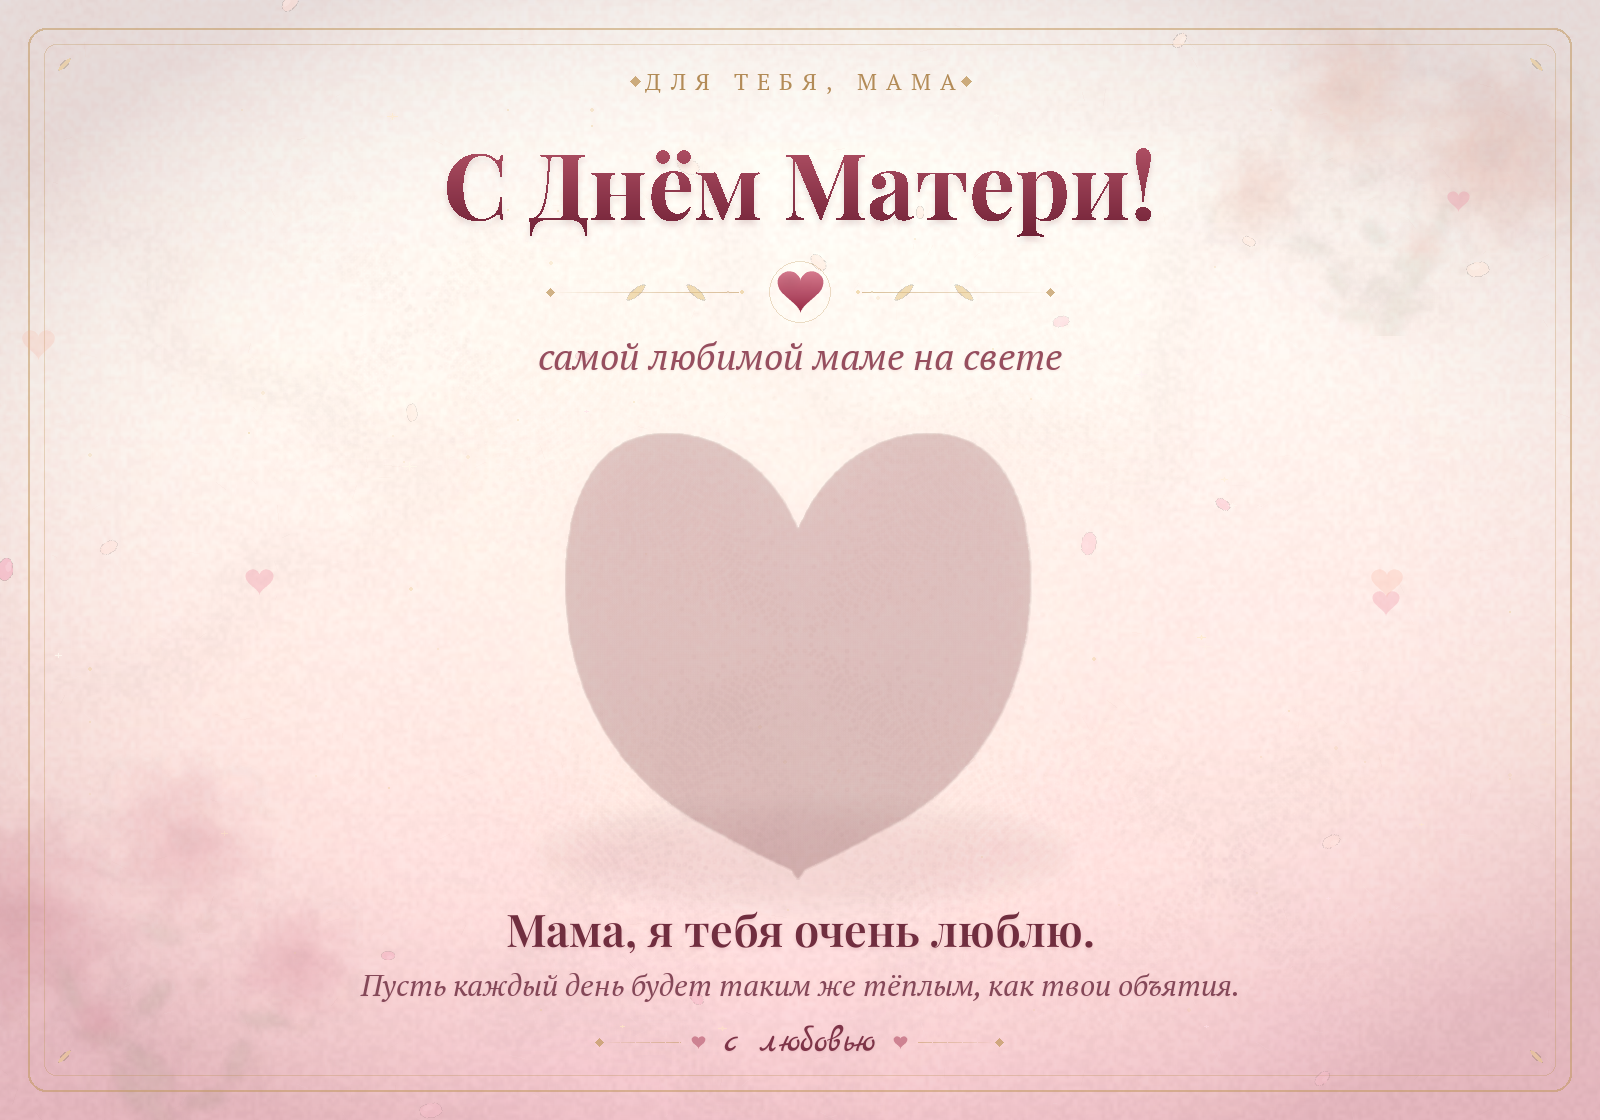 ДЛЯ ТЕБЯ, МАМА
С Днём Матери!
самой любимой маме на свете
Мама, я тебя очень люблю.
Пусть каждый день будет таким же тёплым, как твои объятия.
с любовью